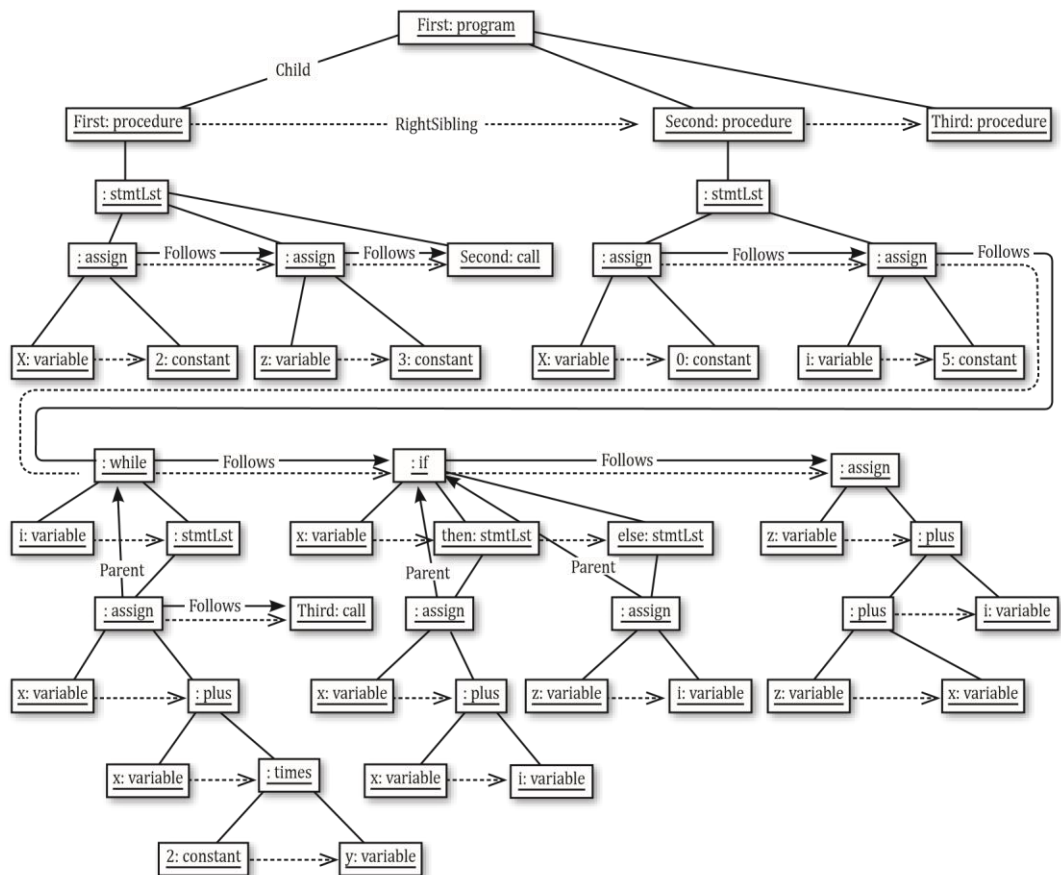 First: program
Child
First: procedure
RightSibling
Second: procedure
Third: procedure
: stmtLst
: stmtLst
: assign
Follows
: assign
Follows
Second: call
: assign
Follows
: assign
Follows
X: variable
2: constant
z: variable
3: constant
X: variable
0: constant
i: variable
5: constant
: while
Follows
: if
Follows
: assign
i: variable
: stmtLst
x: variable
then: stmtLst
else: stmtLst
z: variable
: plus
Parent
Parent
Parent
: assign
Follows
Third: call
: assign
: assign
: plus
i: variable
x: variable
: plus
x: variable
: plus
z: variable
i: variable
z: variable
x: variable
x: variable
: times
x: variable
i: variable
2: constant
y: variable